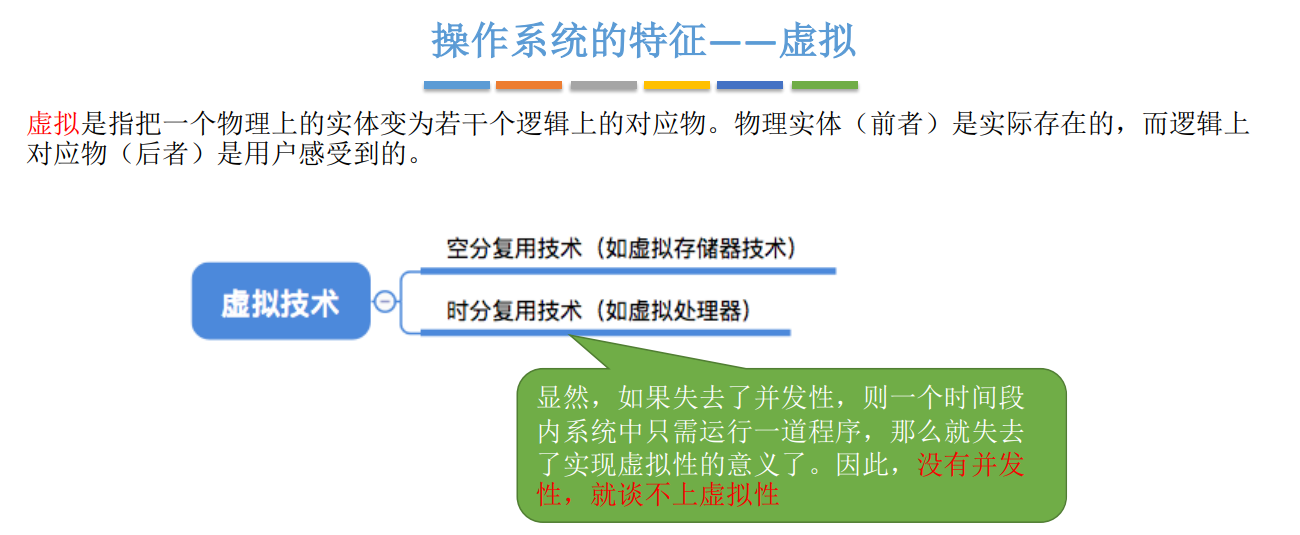 操作系统的特征——虚拟
虚拟是指把一个物理上的实体变为若干个逻辑上的对应物。物理实体（前者）是实际存在的，而逻辑上
对应物（后者）是用户感受到的。
空分复用技术（如虚拟存储器技术）
虚拟技术
时分复用技术（如虚拟处理器）
显然，如果失去了并发性，则一个时间段
内系统中只需运行一道程序，那么就失去
了实现虚拟性的意义了。因此，没有并发
性，就谈不上虚拟性